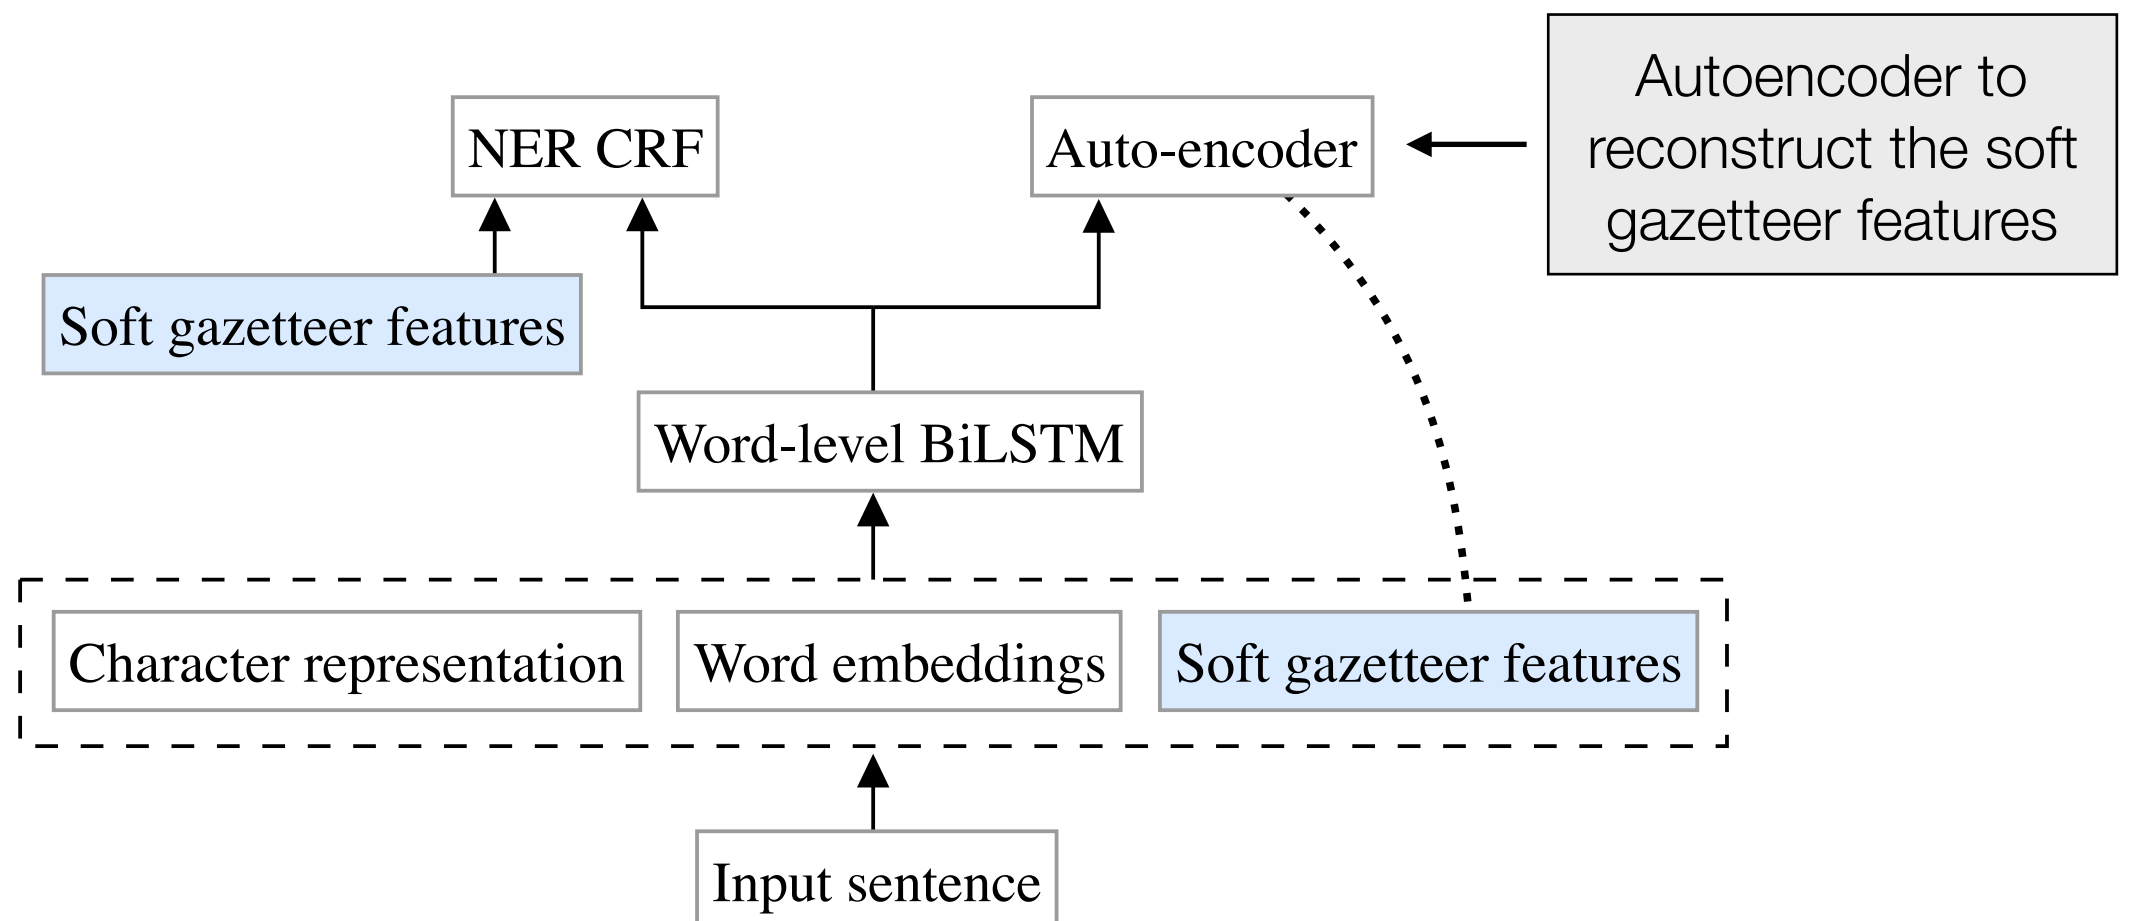 Autoencoder to
reconstruct the soft
gazetteer features
NER CRF
Auto-encoder
Soft gazetteer features
Word-level BiLSTM
Character representation
Word embeddings
Soft gazetteer features
Input sentence